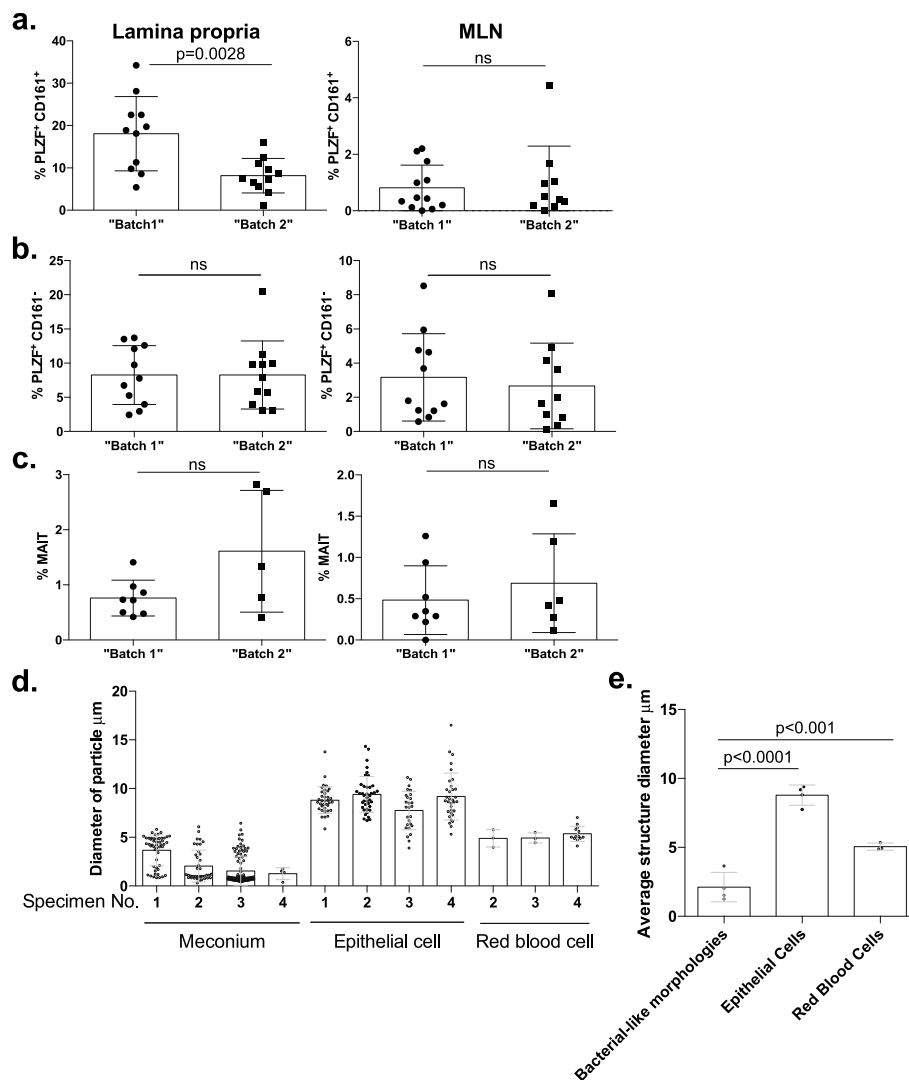 a.
Lamina propria
p=0.0028
% PLZF⁺ CD161⁺
40
30
20
10
0
"Batch1" "Batch 2"
MLN
ns
% PLZF⁺ CD161⁺
6
4
2
0
"Batch 1" "Batch 2"
b.
ns
% PLZF⁺ CD161⁻
25
20
15
10
5
0
"Batch 1" "Batch 2"
ns
% PLZF⁺ CD161⁻
10
8
6
4
2
0
"Batch 1" "Batch 2"
c.
ns
% MAIT
3
2
1
0
"Batch 1" "Batch 2"
ns
% MAIT
2.0
1.5
1.0
0.5
0.0
"Batch 1" "Batch 2"
d.
Diameter of particle μm
20
15
10
5
0
Specimen No. 1 2 3 4 1 2 3 4 2 3 4
Meconium Epithelial cell Red blood cell
e.
Average structure diameter μm
15
10
5
0
p<0.001
p<0.0001
Bacterial-like morphologies
Epithelial Cells
Red Blood Cells